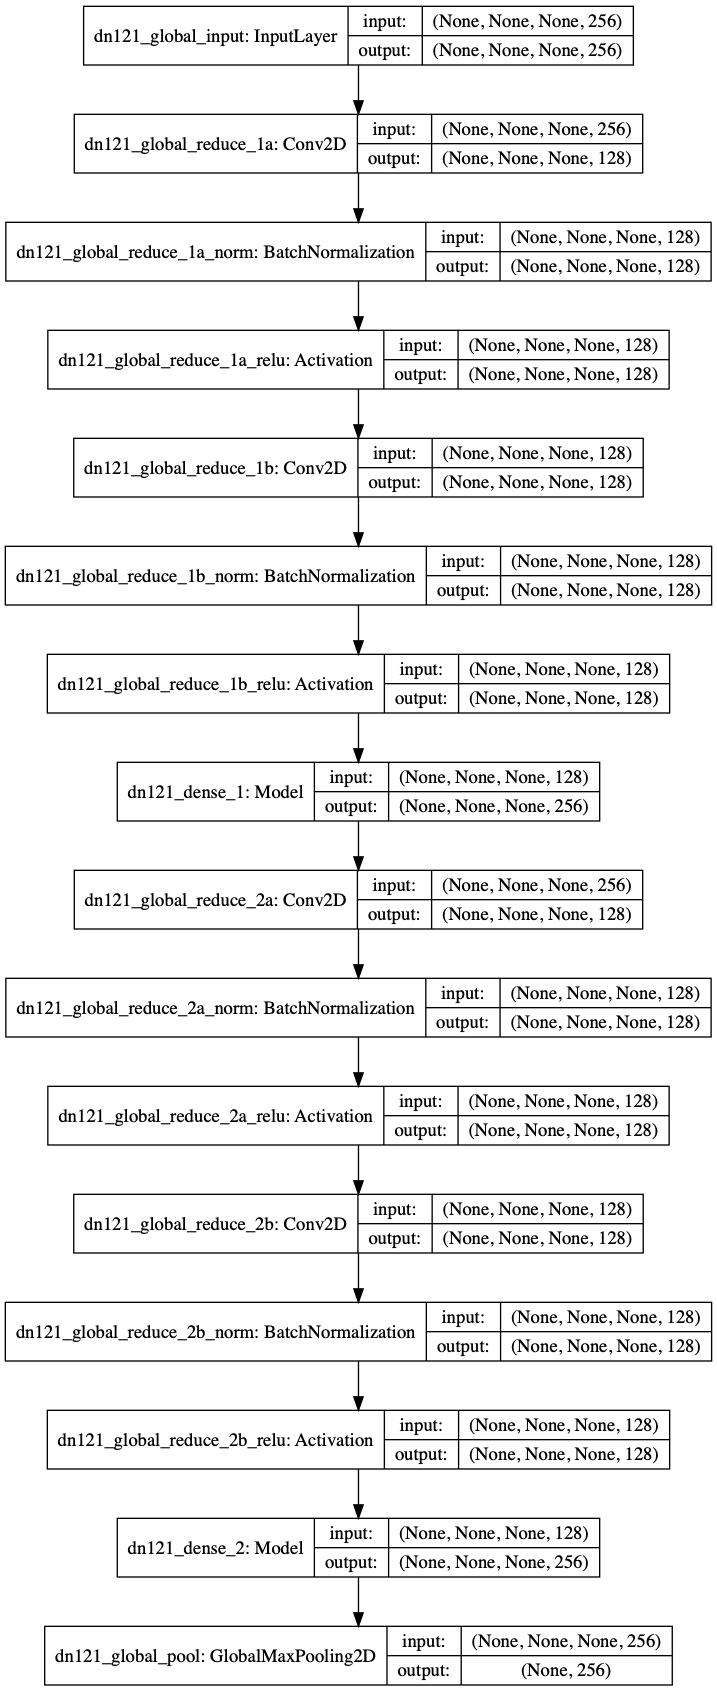 dn121_global_input: InputLayer
input: (None, None, None, 256)
output: (None, None, None, 256)
dn121_global_reduce_1a: Conv2D
input: (None, None, None, 256)
output: (None, None, None, 128)
dn121_global_reduce_1a_norm: BatchNormalization
input: (None, None, None, 128)
output: (None, None, None, 128)
dn121_global_reduce_1a_relu: Activation
input: (None, None, None, 128)
output: (None, None, None, 128)
dn121_global_reduce_1b: Conv2D
input: (None, None, None, 128)
output: (None, None, None, 128)
dn121_global_reduce_1b_norm: BatchNormalization
input: (None, None, None, 128)
output: (None, None, None, 128)
dn121_global_reduce_1b_relu: Activation
input: (None, None, None, 128)
output: (None, None, None, 128)
dn121_dense_1: Model
input: (None, None, None, 128)
output: (None, None, None, 256)
dn121_global_reduce_2a: Conv2D
input: (None, None, None, 256)
output: (None, None, None, 128)
dn121_global_reduce_2a_norm: BatchNormalization
input: (None, None, None, 128)
output: (None, None, None, 128)
dn121_global_reduce_2a_relu: Activation
input: (None, None, None, 128)
output: (None, None, None, 128)
dn121_global_reduce_2b: Conv2D
input: (None, None, None, 128)
output: (None, None, None, 128)
dn121_global_reduce_2b_norm: BatchNormalization
input: (None, None, None, 128)
output: (None, None, None, 128)
dn121_global_reduce_2b_relu: Activation
input: (None, None, None, 128)
output: (None, None, None, 128)
dn121_dense_2: Model
input: (None, None, None, 128)
output: (None, None, None, 256)
dn121_global_pool: GlobalMaxPooling2D
input: (None, None, None, 256)
output: (None, 256)